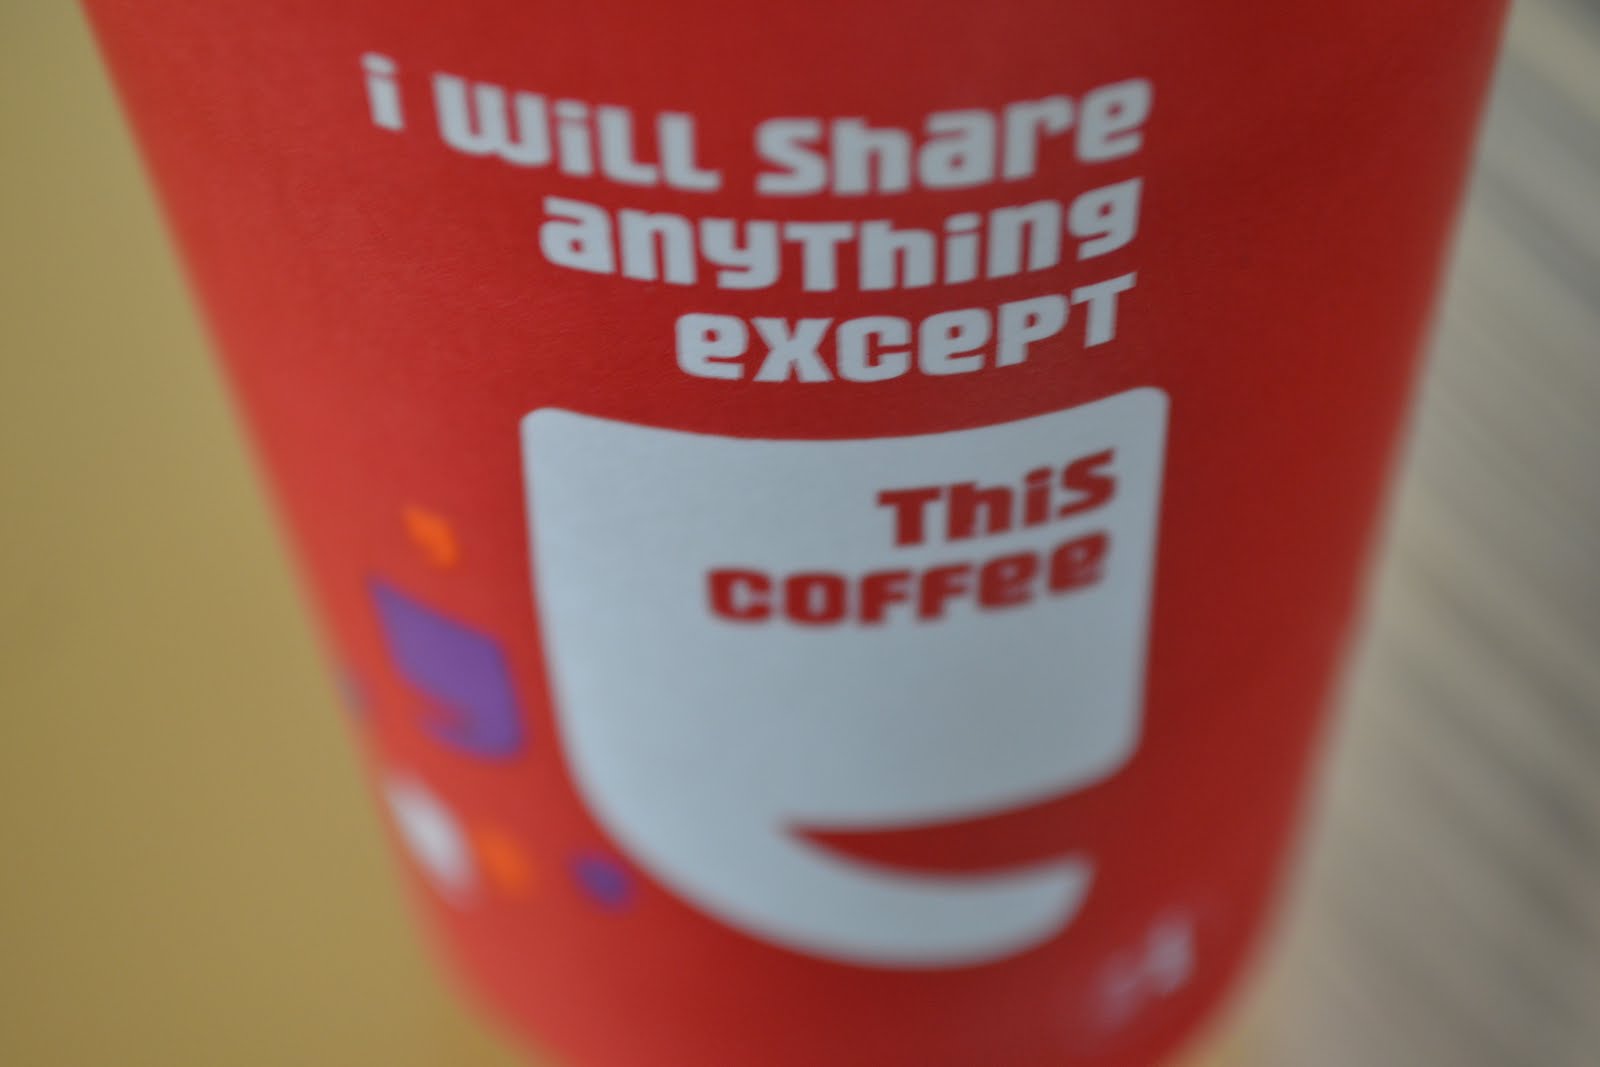 i WiLL Share
anyThing
excepT
ThiS
coffee